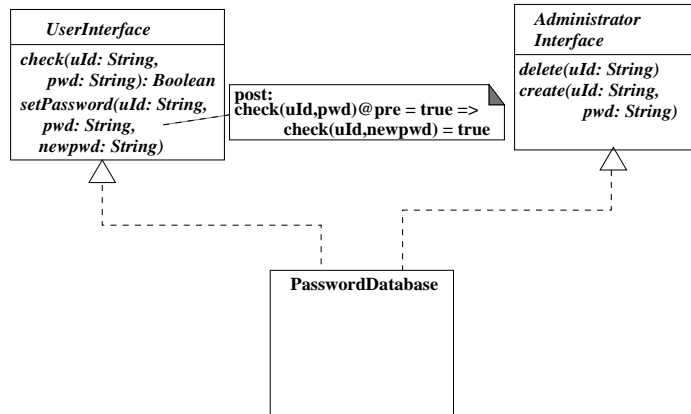 UserInterface
check(uId: String,
pwd: String): Boolean
setPassword(uId: String,
pwd: String,
newpwd: String)
post:
check(uId,pwd)@pre = true =>
check(uId,newpwd) = true
Administrator
Interface
delete(uId: String)
create(uId: String,
pwd: String)
PasswordDatabase